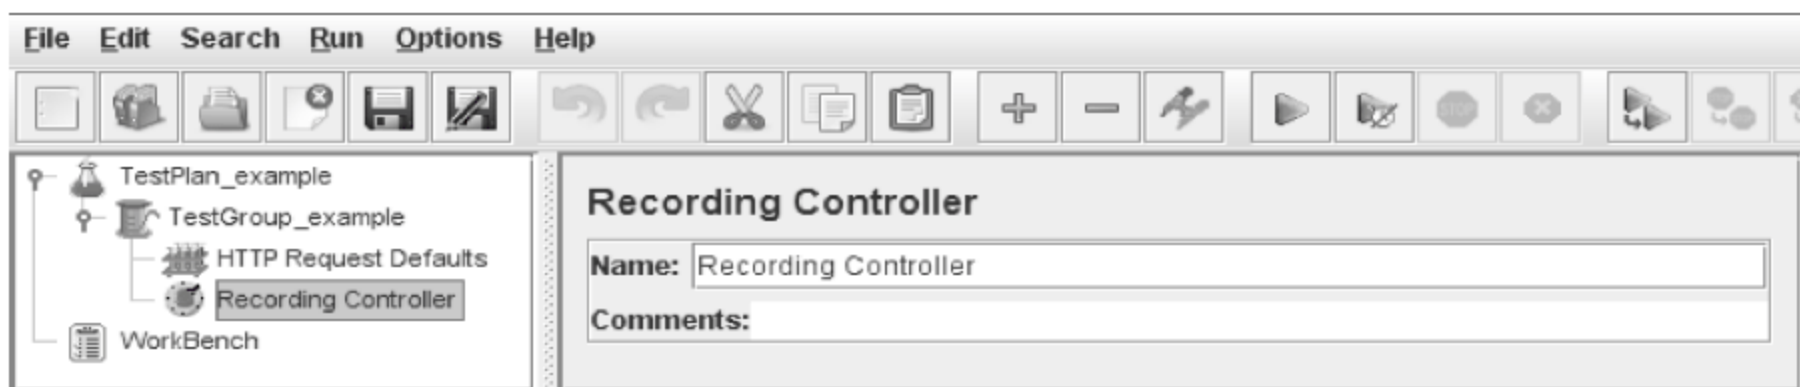 File Edit Search Run Options Help
STOP
TestPlan_example
TestGroup_example
HTTP Request Defaults
Recording Controller
WorkBench
Recording Controller
Name: Recording Controller
Comments: